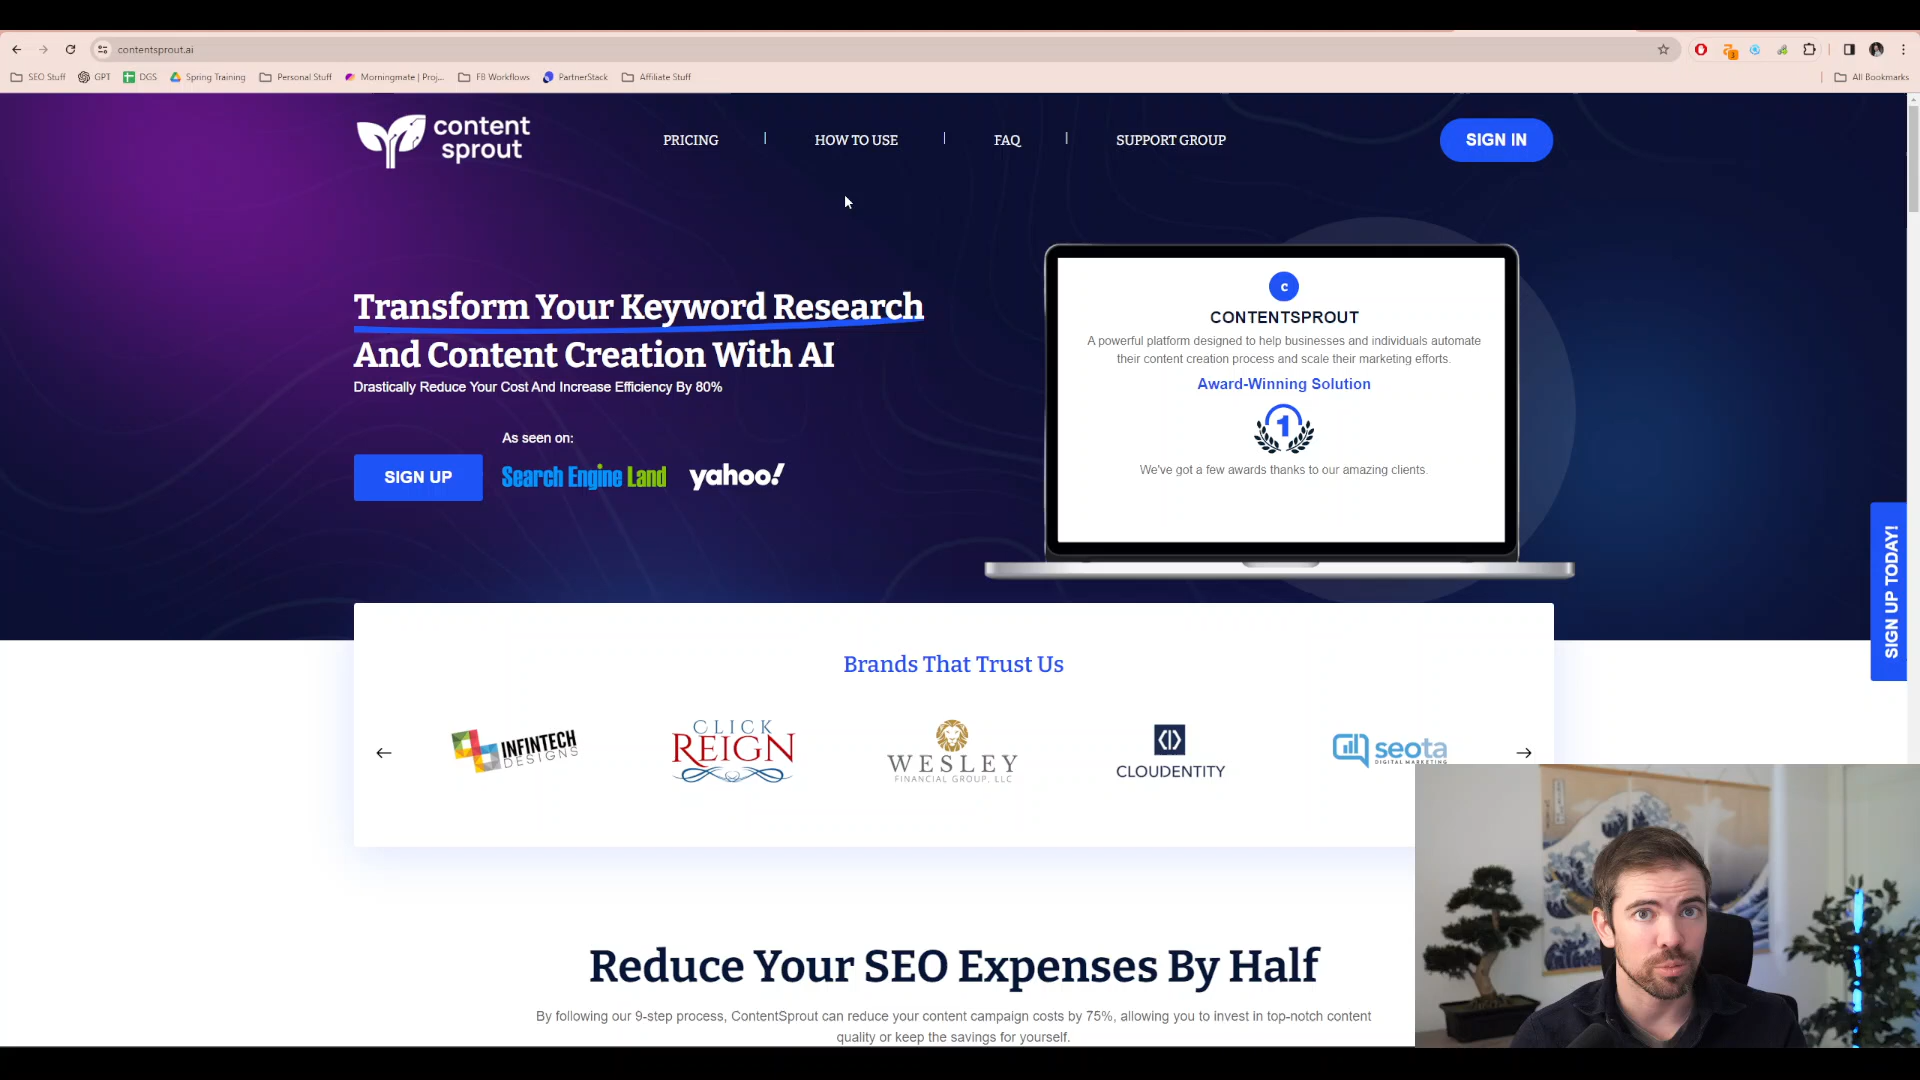 contentsprout.ai
SEO Stuff
GPT
DGS
Spring Training
Personal Stuff
Morningmate | Proj...
FB Workflows
PartnerStack
Affiliate Stuff
All Bookmarks
content
sprout
PRICING
HOW TO USE
FAQ
SUPPORT GROUP
SIGN IN
Transform Your Keyword Research
And Content Creation With AI
Drastically Reduce Your Cost And Increase Efficiency By 80%
As seen on:
SIGN UP
Search Engine Land
yahoo!
c
CONTENTSPROUT
A powerful platform designed to help businesses and individuals automate
their content creation process and scale their marketing efforts.
Award-Winning Solution
1
We've got a few awards thanks to our amazing clients.
SIGN UP TODAY!
Brands That Trust Us
INFINTECH
DESIGNS
CLICK
REIGN
WESLEY
FINANCIAL GROUP, LLC
CLOUDENTITY
seota
DIGITAL MARKETING
Reduce Your SEO Expenses By Half
By following our 9-step process, ContentSprout can reduce your content campaign costs by 75%, allowing you to invest in top-notch content
quality or keep the savings for yourself.